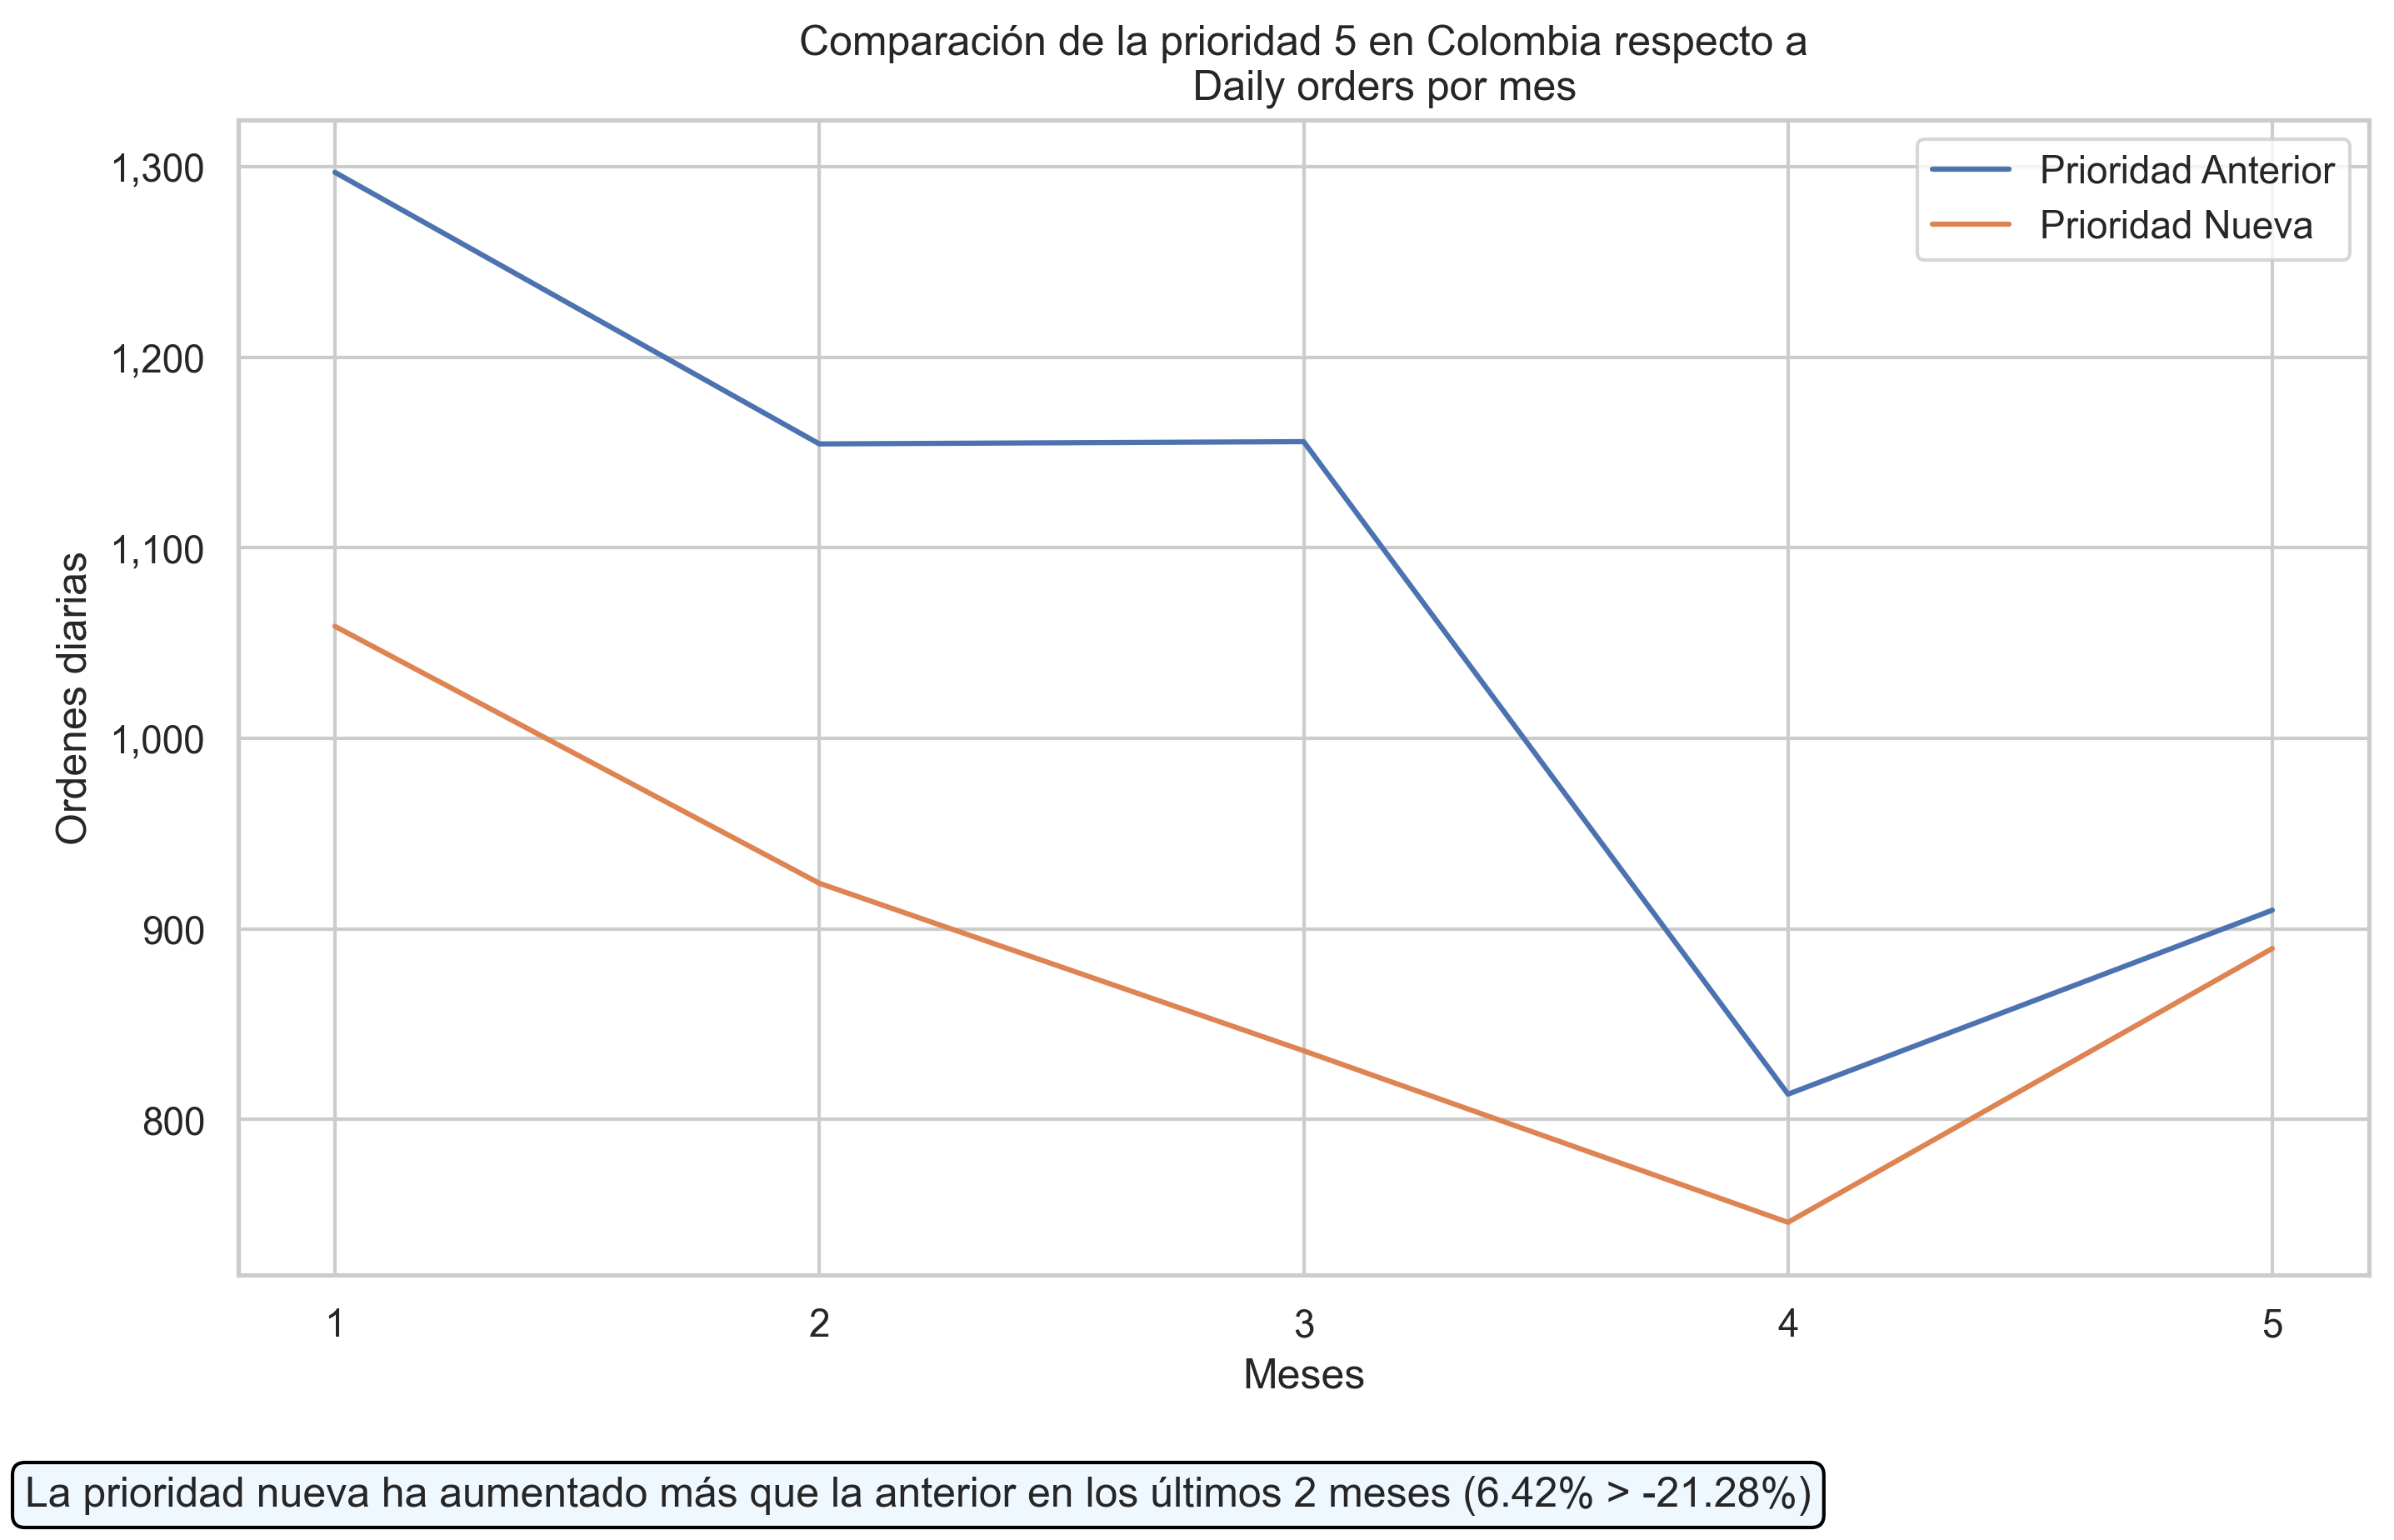 Comparación de la prioridad 5 en Colombia respecto a
Daily orders por mes
Prioridad Anterior
Prioridad Nueva
1,300
1,200
1,100
1,000
900
800
Ordenes diarias
1 2 3 4 5
Meses
La prioridad nueva ha aumentado más que la anterior en los últimos 2 meses (6.42% > -21.28%)